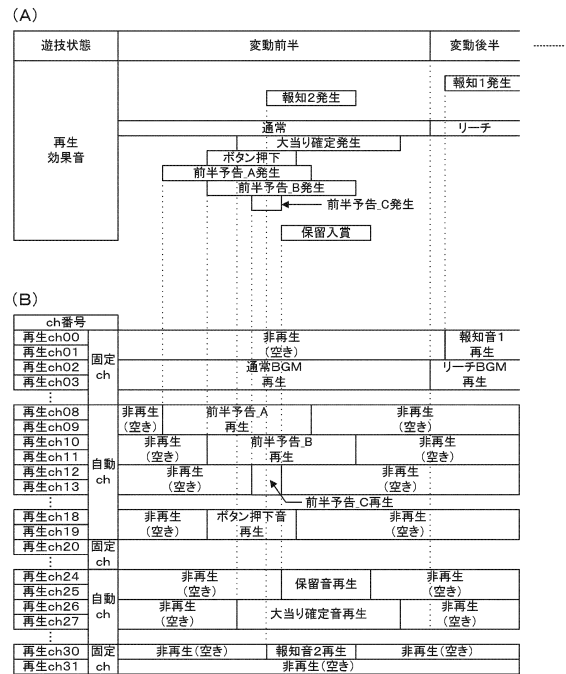 (A)
遊技状態 変動前半 変動後半
報知1発生
報知2発生
通常 リーチ
再生
効果音
大当り確定発生
ボタン押下
前半予告_A発生
前半予告_B発生
前半予告_C発生
保留入賞
(B)
ch番号
再生ch00 非再生 報知音1
再生ch01 固定 (空き) 再生
再生ch02 ch 通常BGM リーチBGM
再生ch03 再生 再生
再生ch08 非再生 前半予告_A 非再生
再生ch09 (空き) 再生 (空き)
再生ch10 非再生 前半予告_B 非再生
再生ch11 自動 (空き) 再生 (空き)
再生ch12 ch 非再生 非再生
再生ch13 (空き) (空き)
前半予告_C再生
再生ch18 非再生 ボタン押下音 非再生
再生ch19 (空き) 再生 (空き)
再生ch20 固定
ch
再生ch24 非再生 保留音再生 非再生
再生ch25 自動 (空き) (空き)
再生ch26 ch 非再生 大当り確定音再生 非再生
再生ch27 (空き) (空き)
再生ch30 固定 非再生(空き) 報知音2再生 非再生(空き)
再生ch31 ch 非再生(空き)